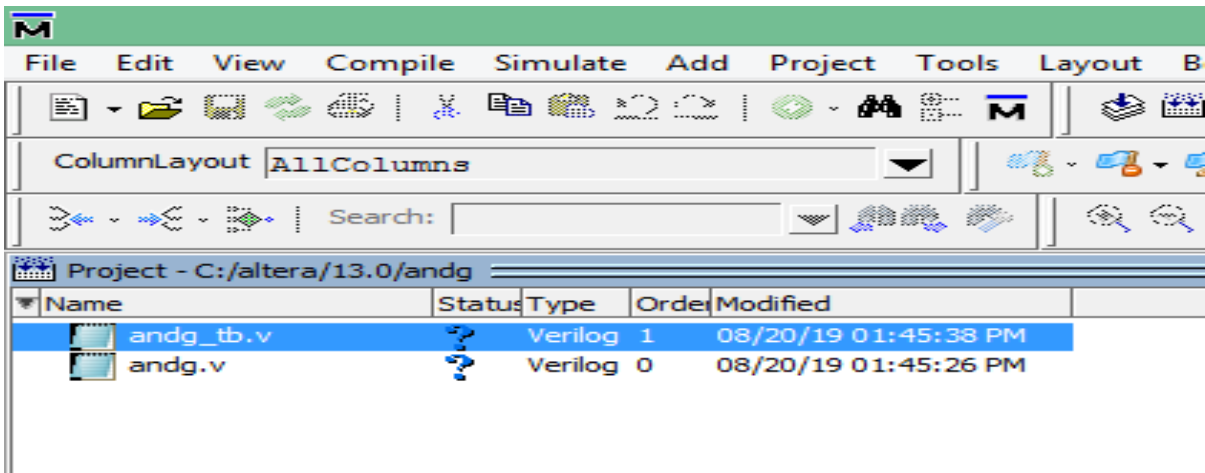 M
File Edit View Compile Simulate Add Project Tools Layout B
M
ColumnLayout AllColumns
Search:
Project - C:/altera/13.0/andg
Name Status Type Order Modified
andg_tb.v ? Verilog 1 08/20/19 01:45:38 PM
andg.v ? Verilog 0 08/20/19 01:45:26 PM